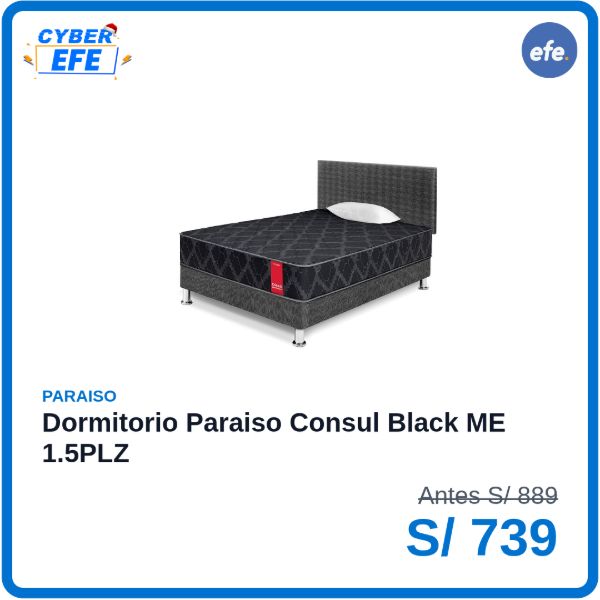 CYBER
EFE
efe.
PARAISO
Dormitorio Paraiso Consul Black ME
1.5PLZ
Antes S/ 889
S/ 739